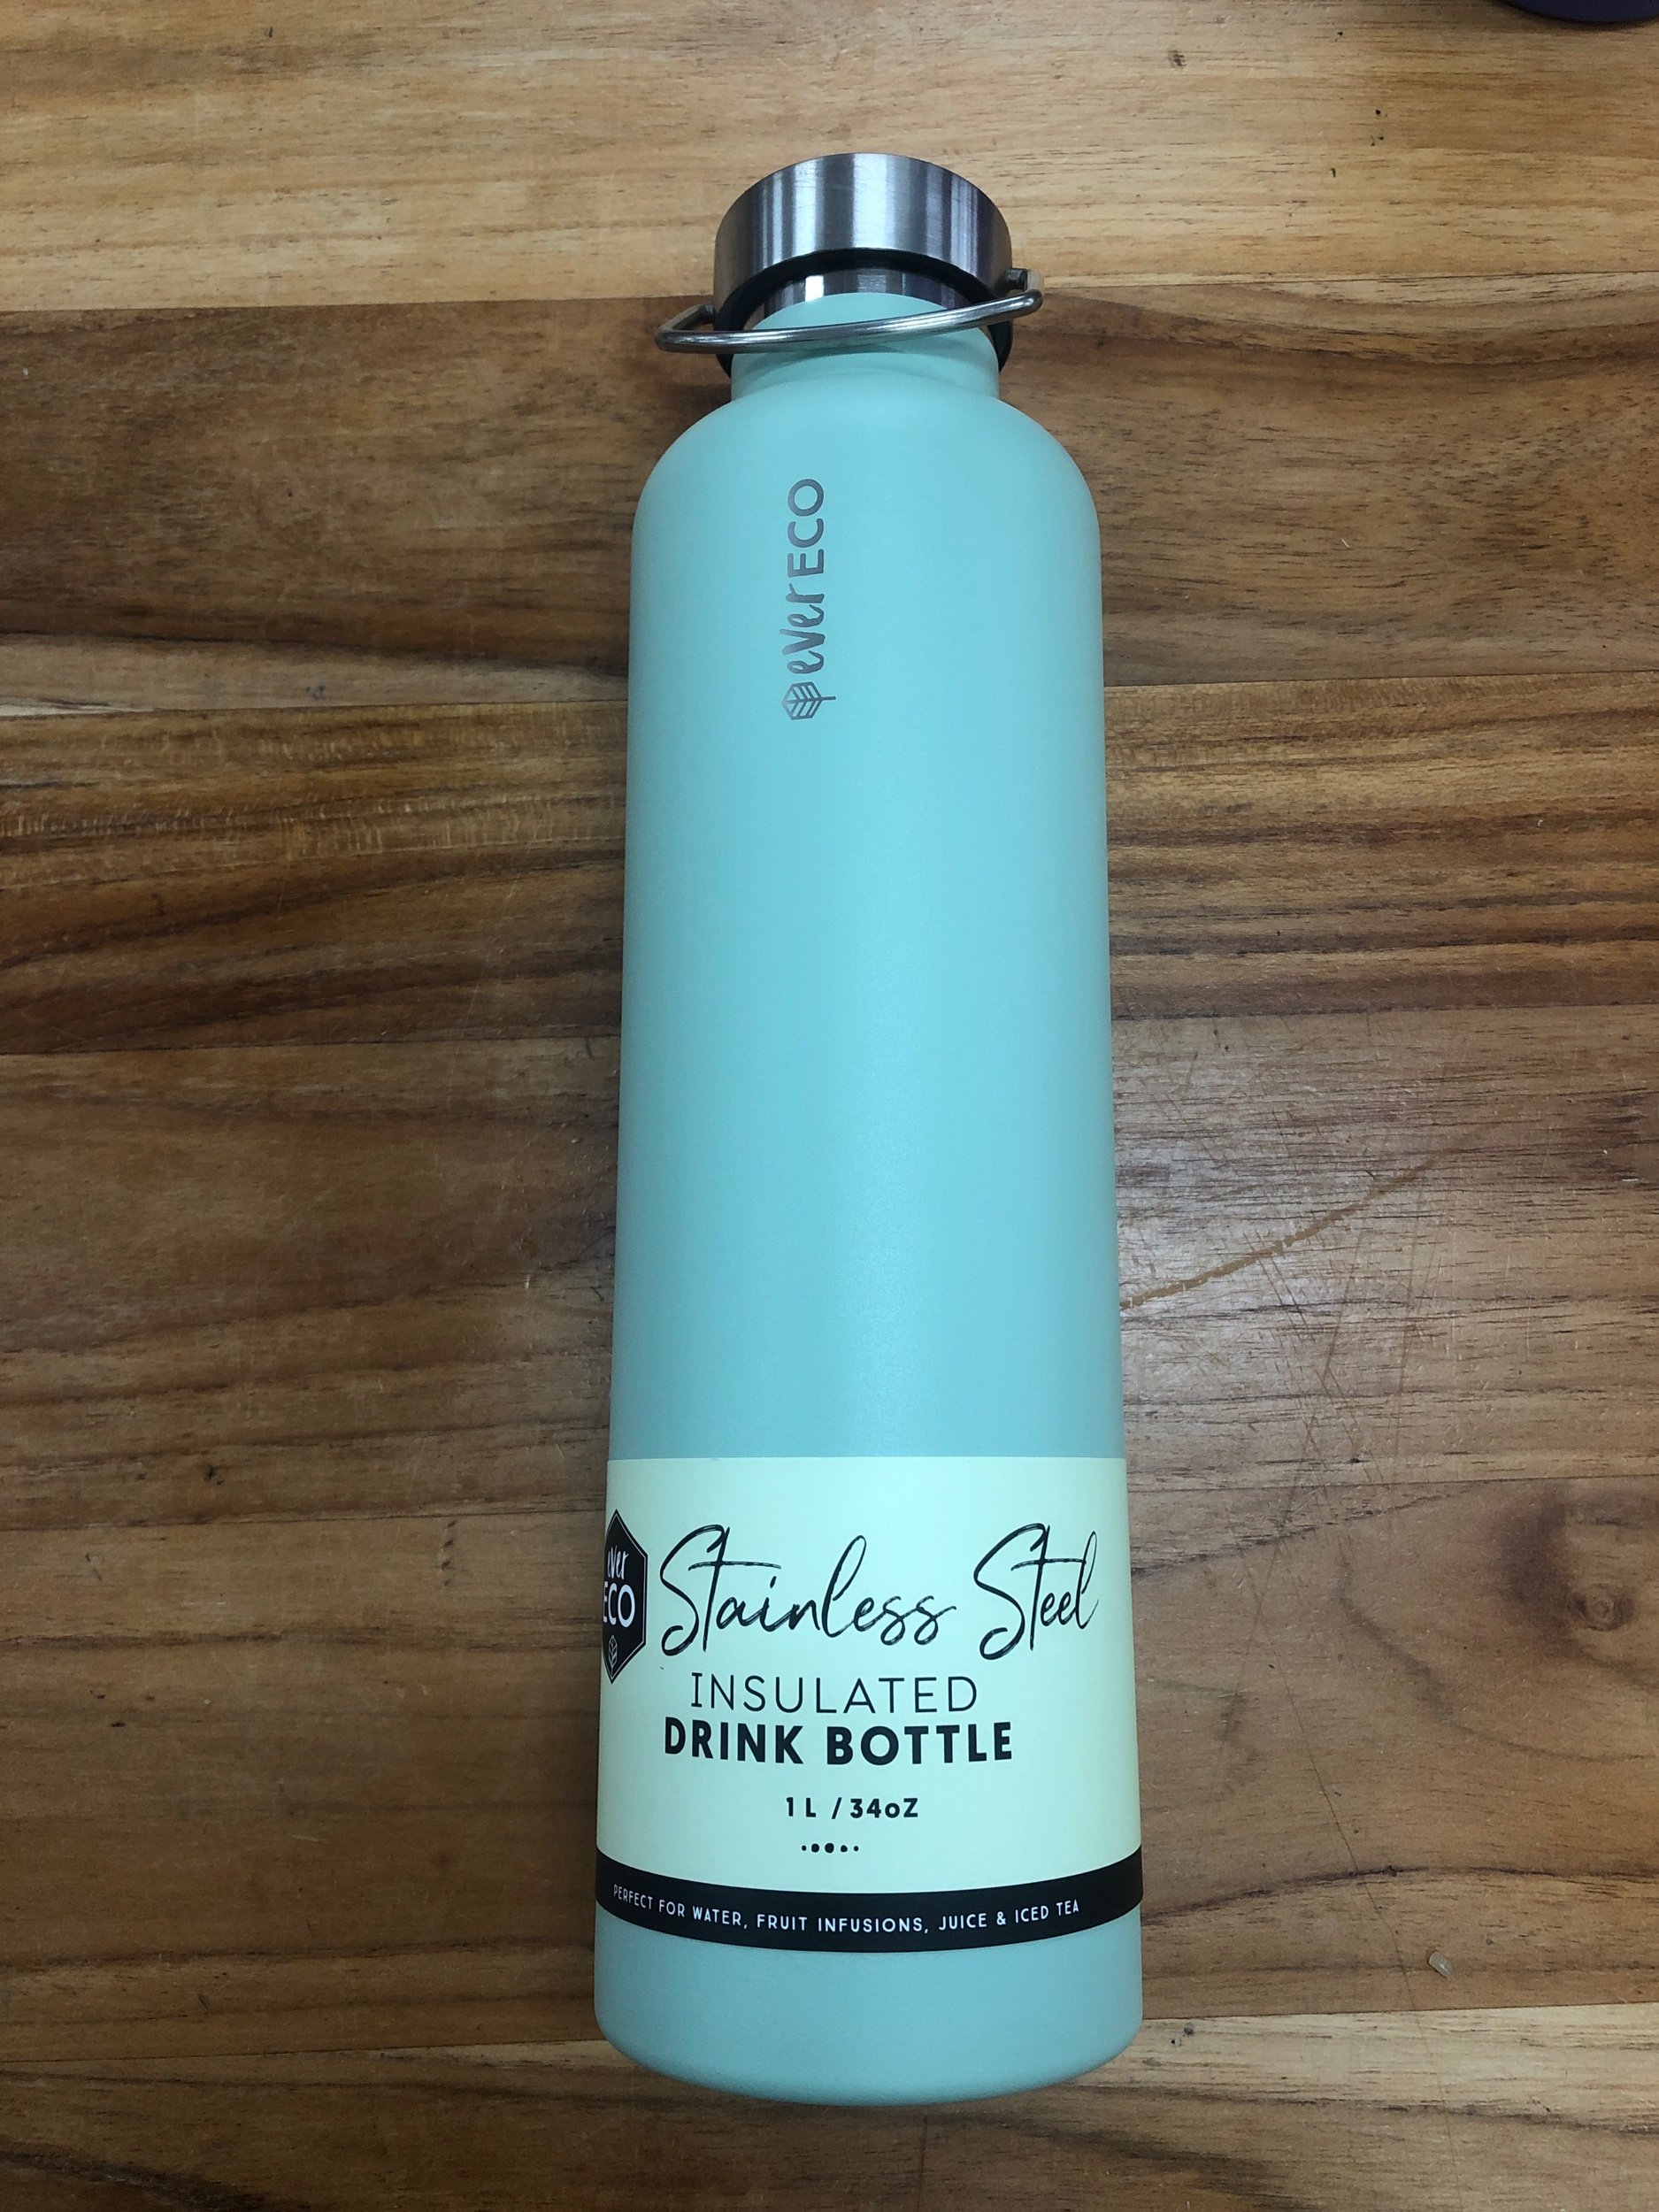 ever ECO
ever
ECO
Stainless Steel
INSULATED
DRINK BOTTLE
1 L / 34oZ
PERFECT FOR WATER, FRUIT INFUSIONS, JUICE & ICED TEA